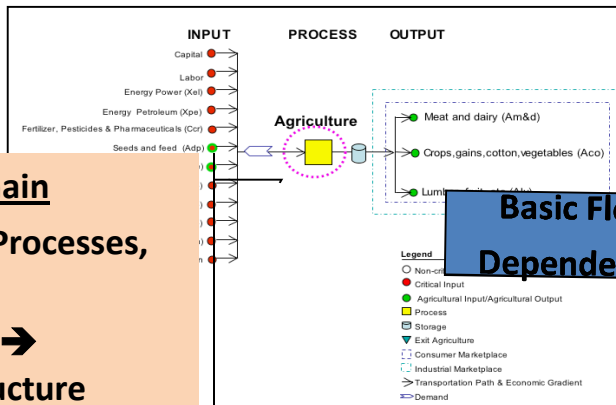 INPUT PROCESS OUTPUT
Capital
Labor
Energy Power (Xel)
Energy Petroleum (Xpe)
Fertilizer, Pesticides & Pharmaceuticals (Ccr)
Seeds and feed (Adp)
Agriculture
Meat and dairy (Am&d)
Crops,gains,cotton,vegetables (Aco)
ain
Processes,
➔
ucture
Basic Flo
Depende
Legend
Critical Input
Agricultural Input/Agricultural Output
Process
Storage
Exit Agriculture
Consumer Marketplace
Industrial Marketplace
Transportation Path & Economic Gradient
Demand